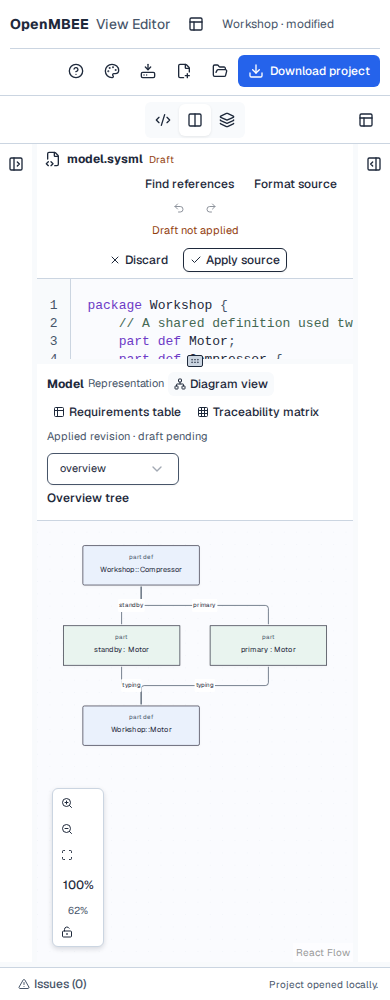 OpenMBEE View Editor Workshop · modified
Download project
model.sysml Draft
Find references Format source
Draft not applied
Discard Apply source
1 package Workshop {
2 // A shared definition used tw
3 part def Motor;
4 part def Compressor {
Model Representation Diagram view
Requirements table Traceability matrix
Applied revision · draft pending
overview
Overview tree
part def
Workshop::Compressor
standby primary
part part
standby : Motor primary : Motor
typing typing
part def
Workshop::Motor
100%
62%
React Flow
Issues (0) Project opened locally.